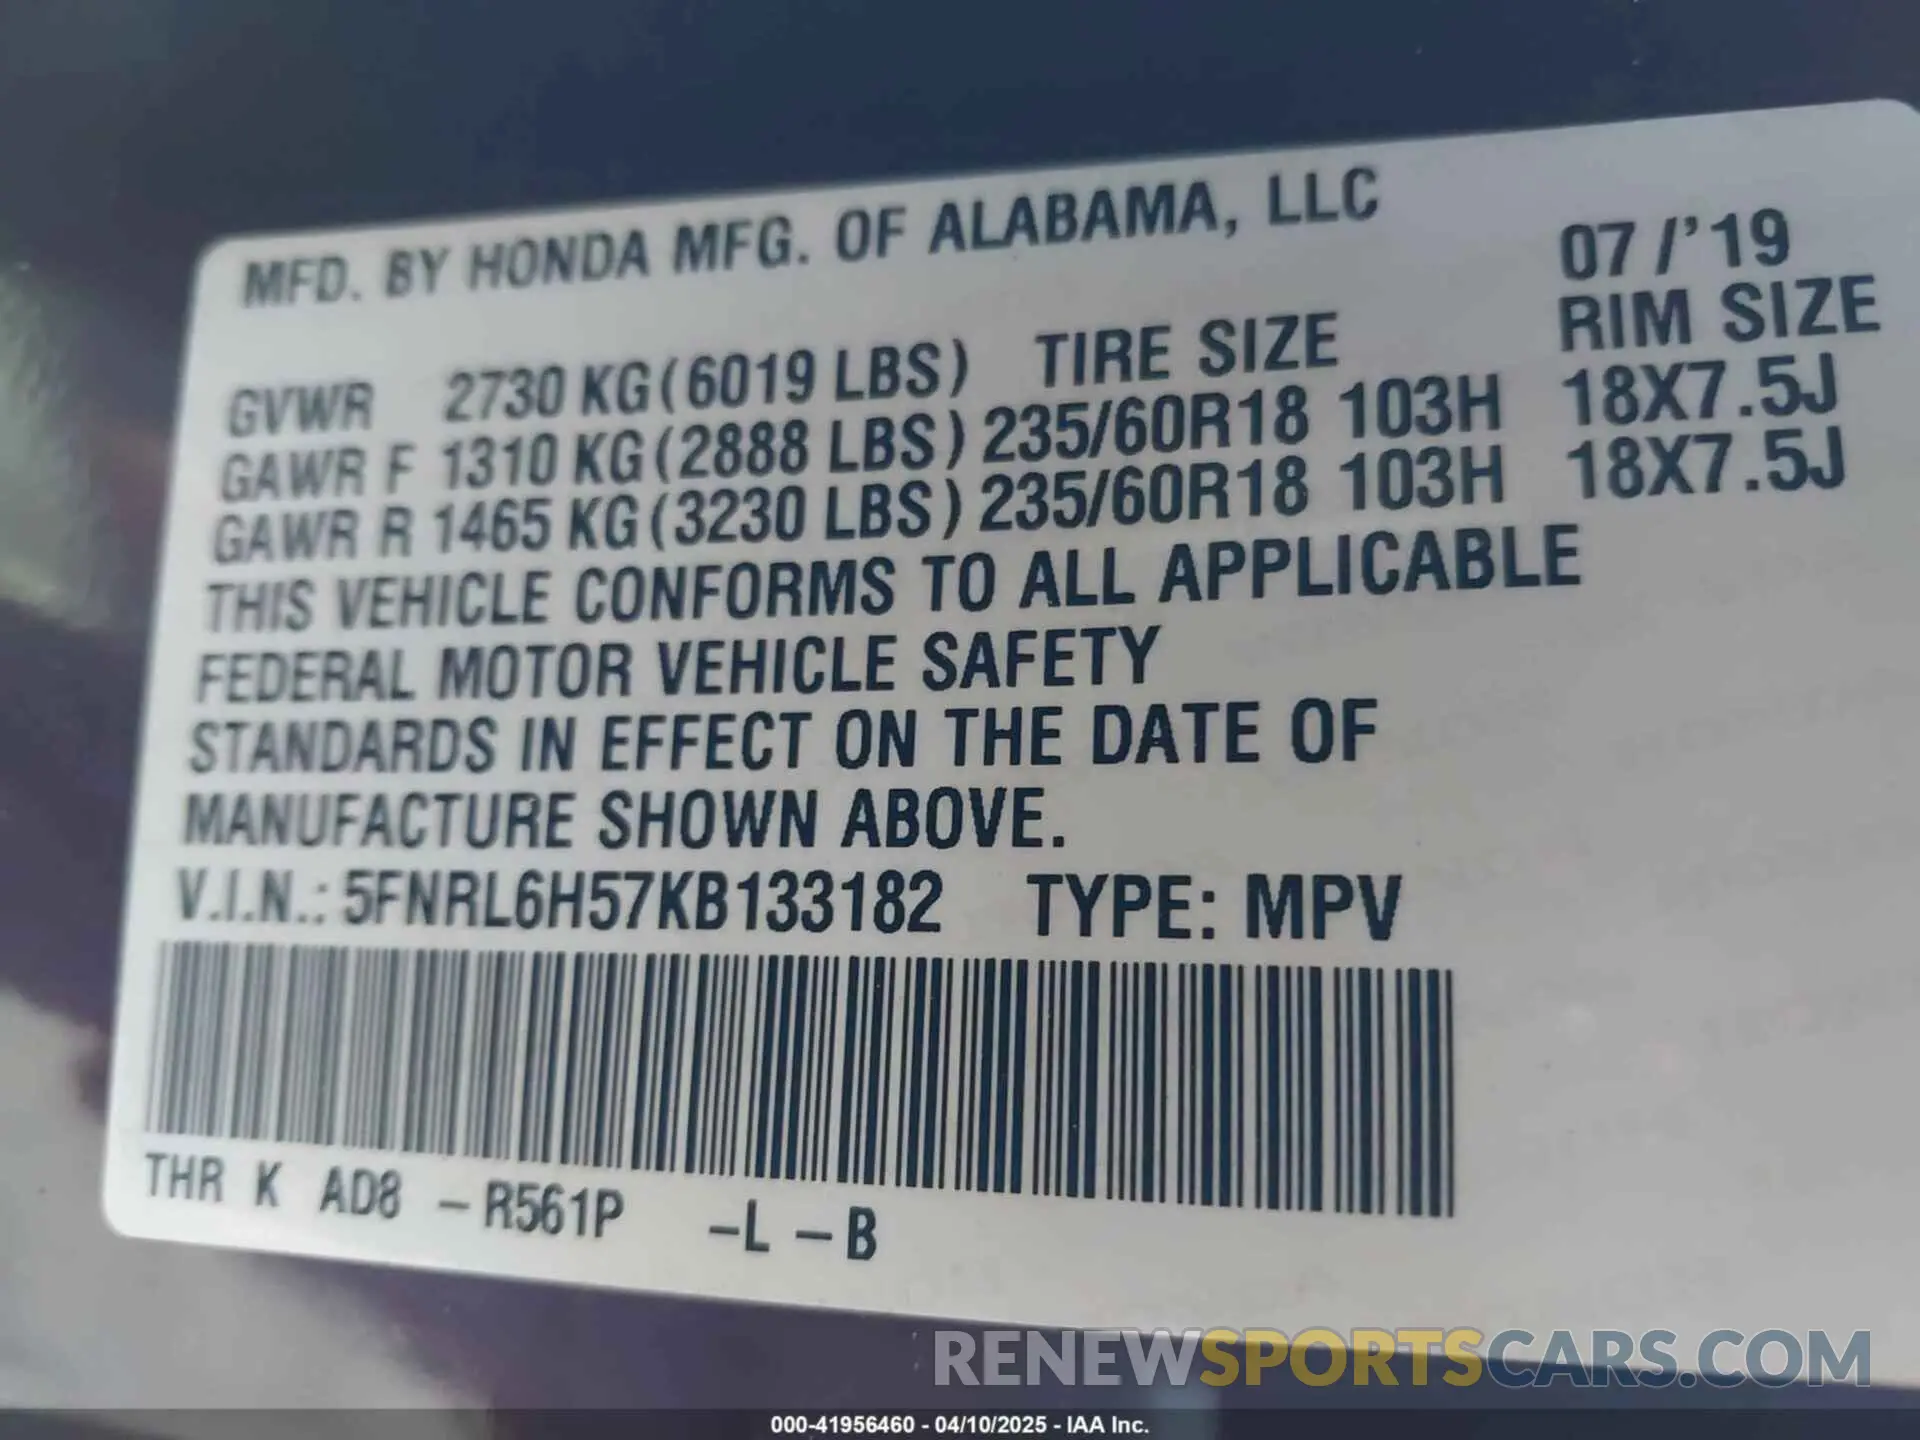 MFD. BY HONDA MFG. OF ALABAMA, LLC 07 /'19
GVWR 2730 KG (6019 LBS) TIRE SIZE RIM SIZE
GAWR F 1310 KG (2888 LBS) 235/60R18 103H 18X7.5J
GAWR R 1465 KG (3230 LBS) 235/60R18 103H 18X7.5J
THIS VEHICLE CONFORMS TO ALL APPLICABLE
FEDERAL MOTOR VEHICLE SAFETY
STANDARDS IN EFFECT ON THE DATE OF
MANUFACTURE SHOWN ABOVE.
V.I.N.: 5FNRL6H57KB133182 TYPE: MPV
THR K AD8 – R561P –L – B
RENEWSPORTSCARS.COM
000-41956460 - 04/10/2025 - IAA Inc.